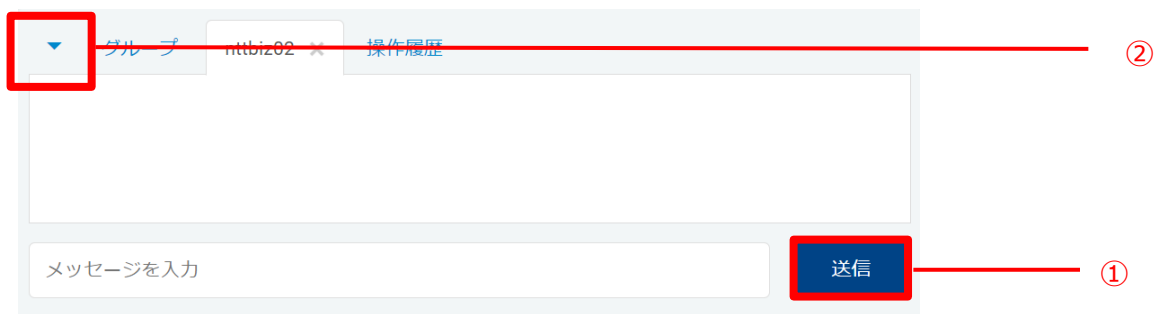 グループ nttbiz02 × 操作履歴
②
メッセージを入力 送信
①